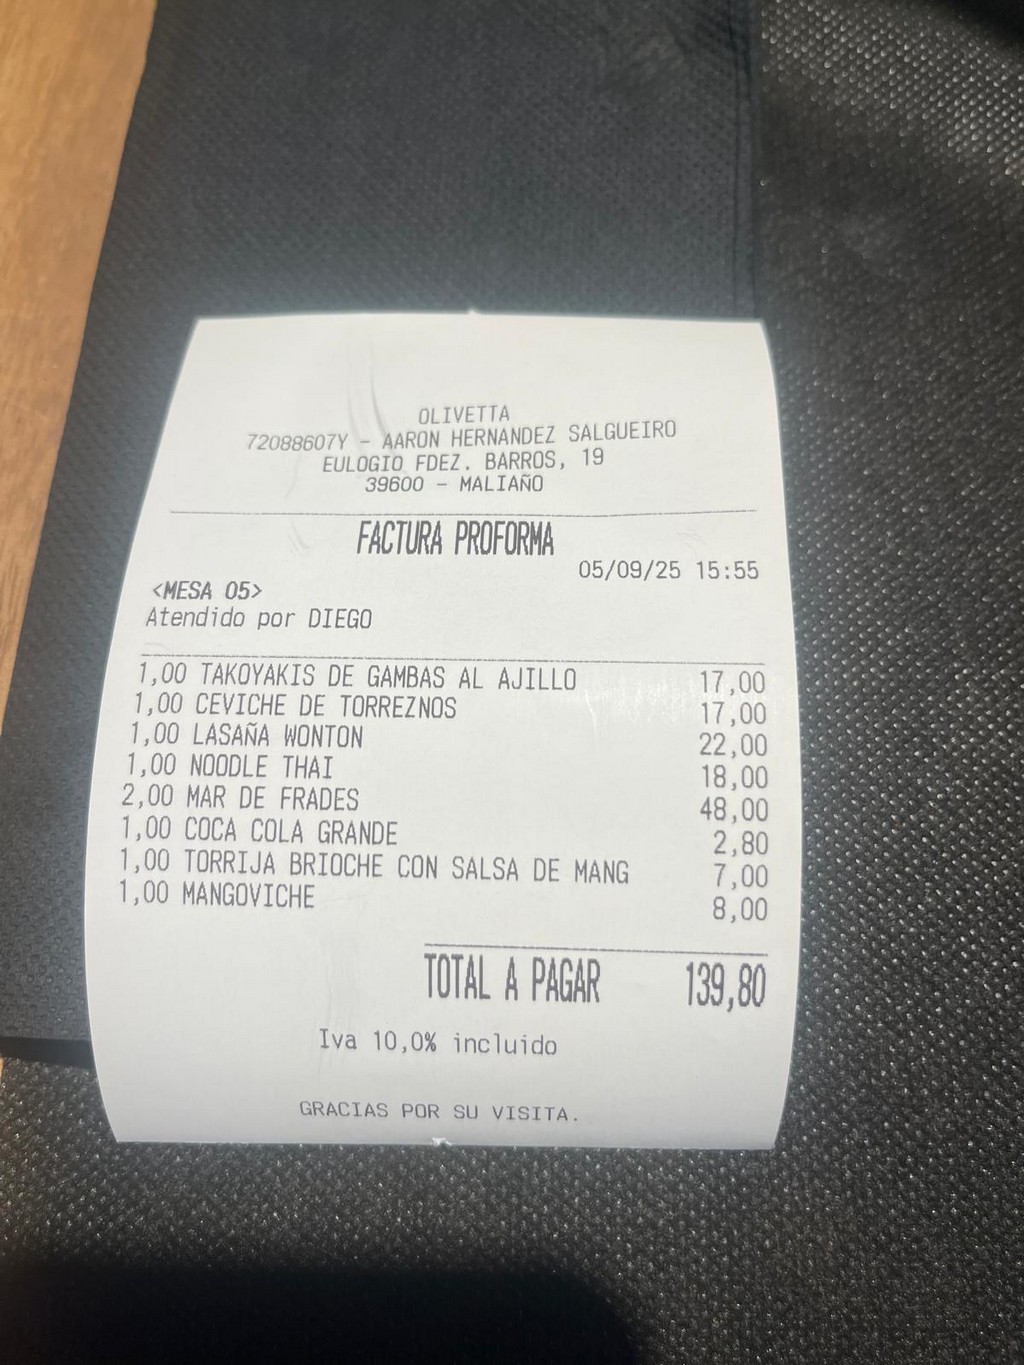 OLIVETTA
72088607Y - AARON HERNANDEZ SALGUEIRO
EULOGIO FDEZ. BARROS, 19
39600 - MALIAÑO
FACTURA PROFORMA
05/09/25 15:55
<MESA 05>
Atendido por DIEGO
1,00 TAKOYAKIS DE GAMBAS AL AJILLO 17,00
1,00 CEVICHE DE TORREZNOS 17,00
1,00 LASAÑA WONTON 22,00
1,00 NOODLE THAI 18,00
2,00 MAR DE FRADES 48,00
1,00 COCA COLA GRANDE 2,80
1,00 TORRIJA BRIOCHE CON SALSA DE MANG 7,00
1,00 MANGOVICHE 8,00
TOTAL A PAGAR 139,80
Iva 10,0% incluido
GRACIAS POR SU VISITA.